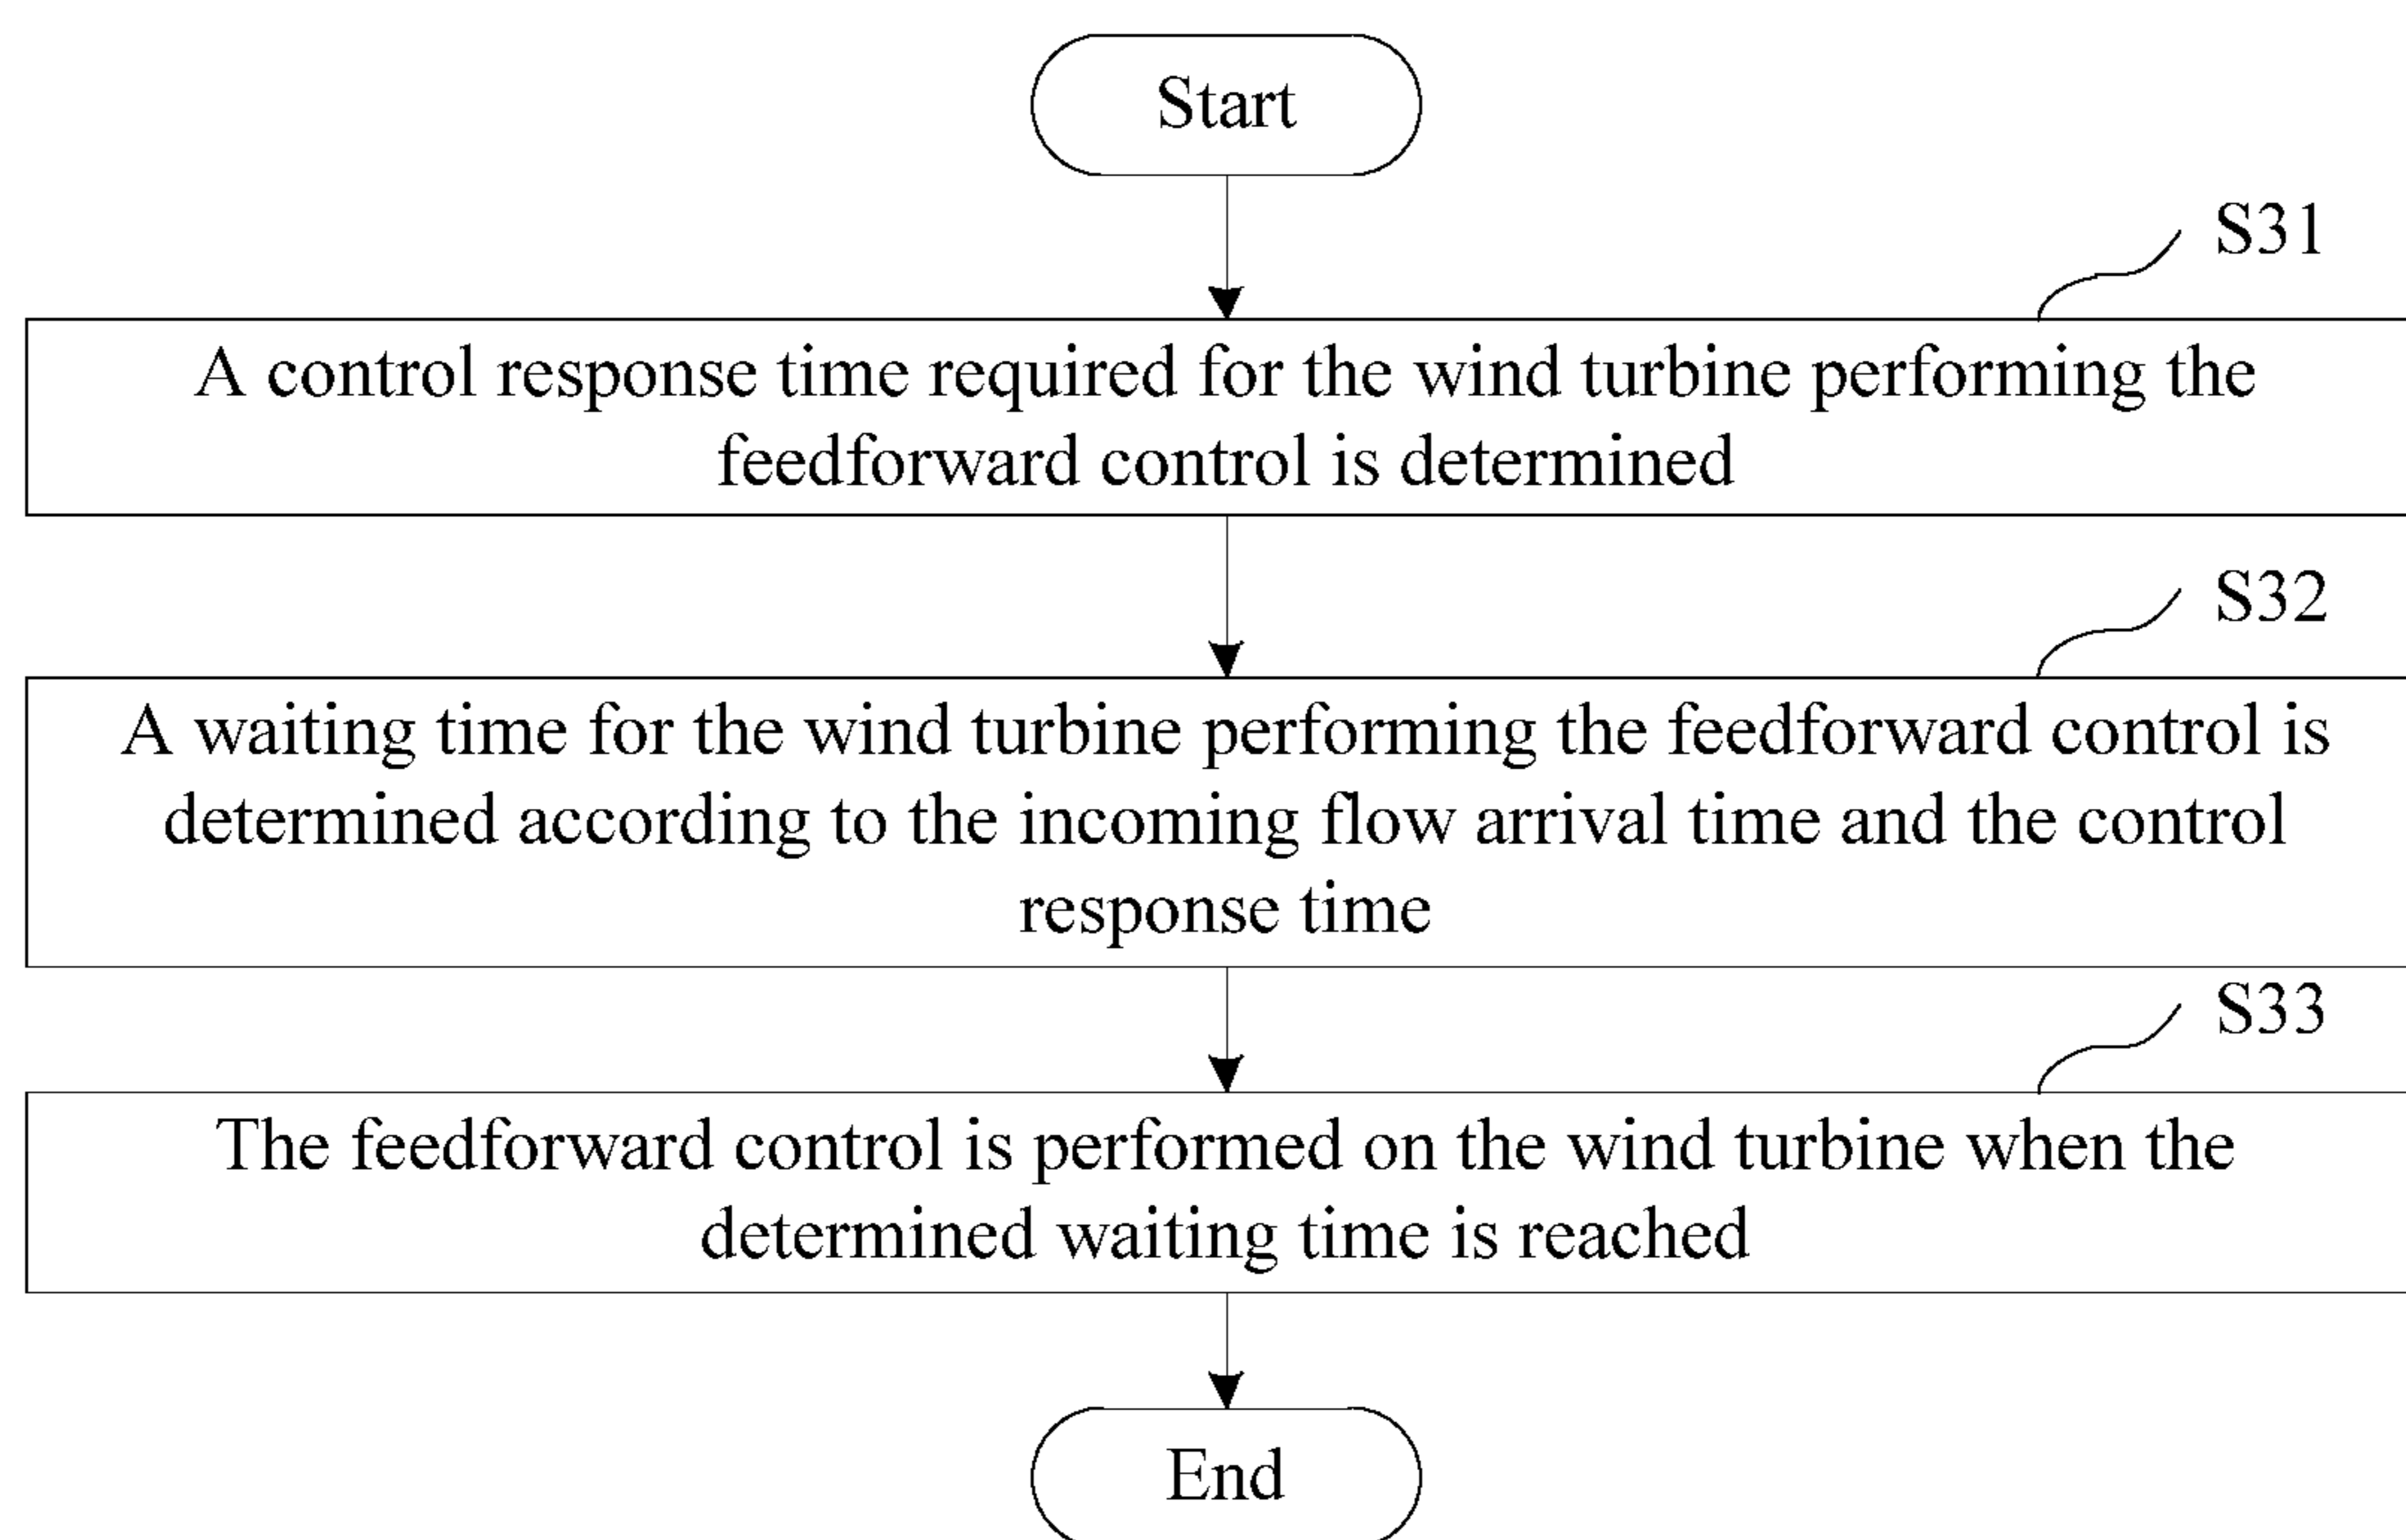 Start
S31
A control response time required for the wind turbine performing the
feedforward control is determined
S32
A waiting time for the wind turbine performing the feedforward control is
determined according to the incoming flow arrival time and the control
response time
S33
The feedforward control is performed on the wind turbine when the
determined waiting time is reached
End